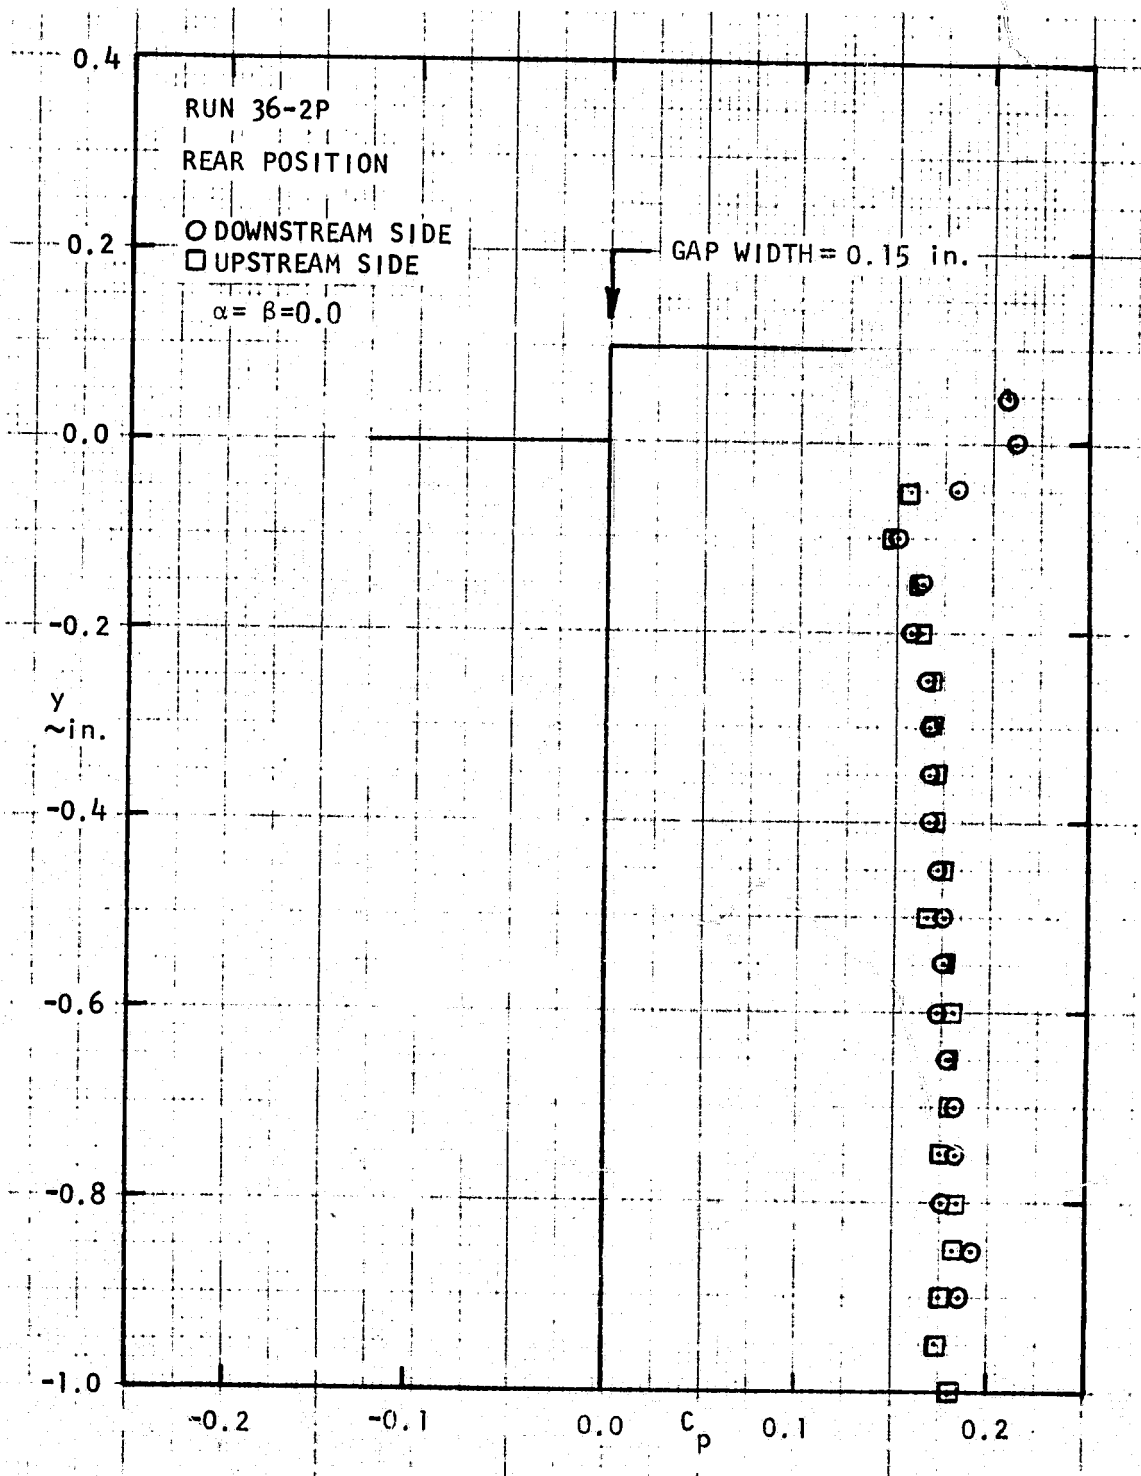 0.4
RUN 36-2P
REAR POSITION
0.2
○ DOWNSTREAM SIDE
□ UPSTREAM SIDE
GAP WIDTH = 0.15 in.
α= β=0.0
0.0
-0.2
y
~in.
-0.4
-0.6
-0.8
-1.0
-0.2 -0.1 0.0 Cp 0.1 0.2